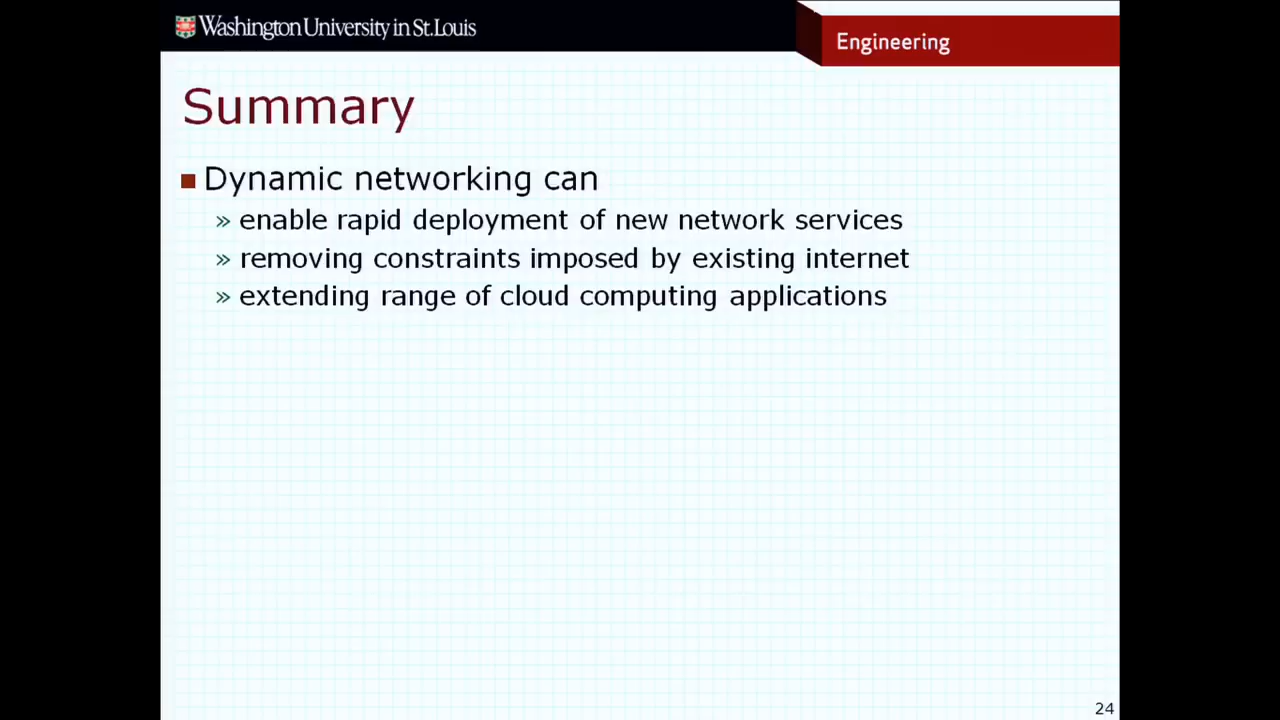 Washington University in St. Louis
Engineering
Summary
Dynamic networking can
» enable rapid deployment of new network services
» removing constraints imposed by existing internet
» extending range of cloud computing applications
24